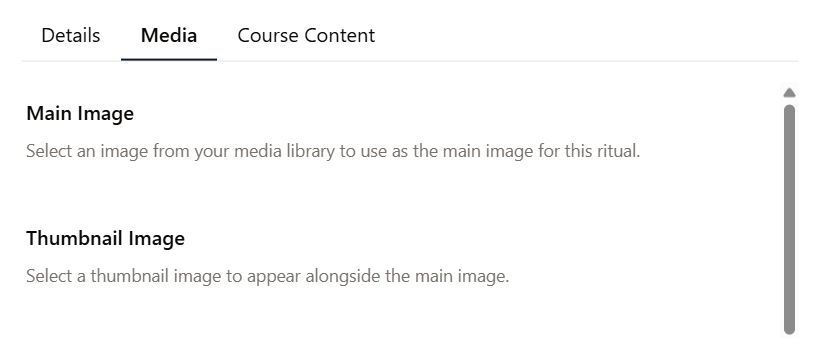 Details Media Course Content
Main Image
Select an image from your media library to use as the main image for this ritual.
Thumbnail Image
Select a thumbnail image to appear alongside the main image.